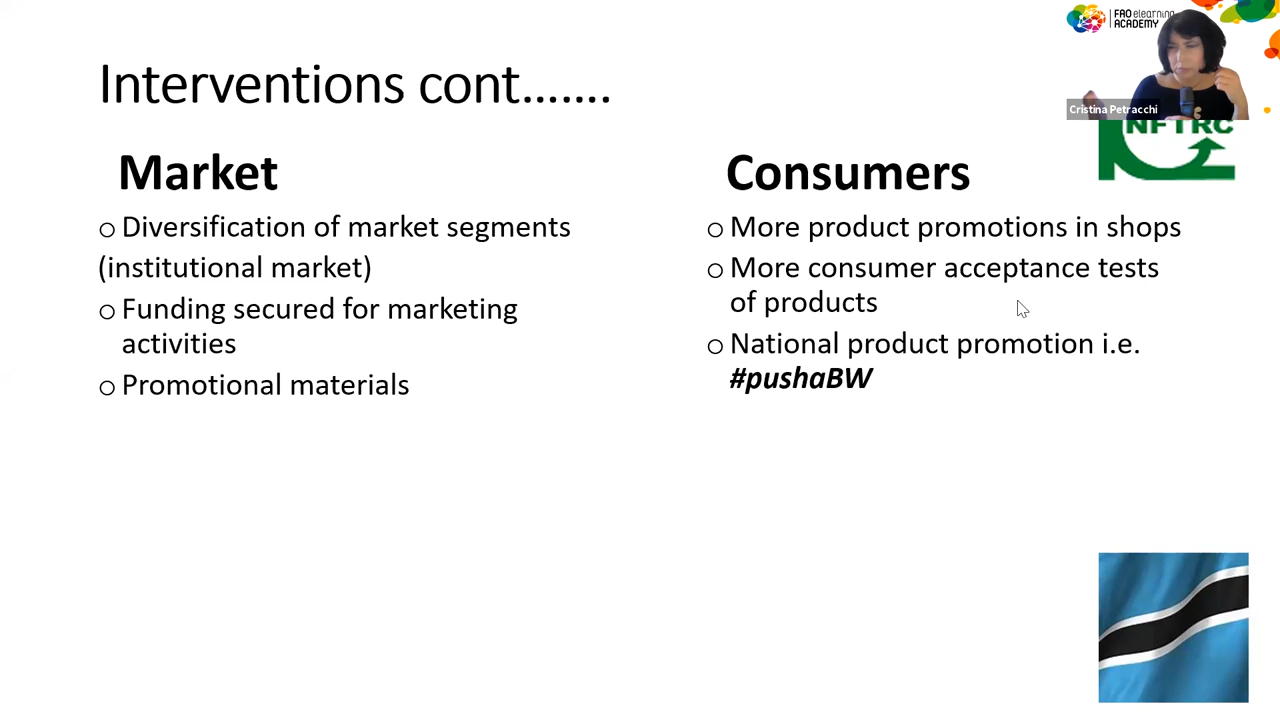 FAO elearning
ACADEMY
Cristina Petracchi
NFTRC
Interventions cont.......
Market
o Diversification of market segments
(institutional market)
o Funding secured for marketing
activities
o Promotional materials
Consumers
o More product promotions in shops
o More consumer acceptance tests
of products
o National product promotion i.e.
#pushaBW